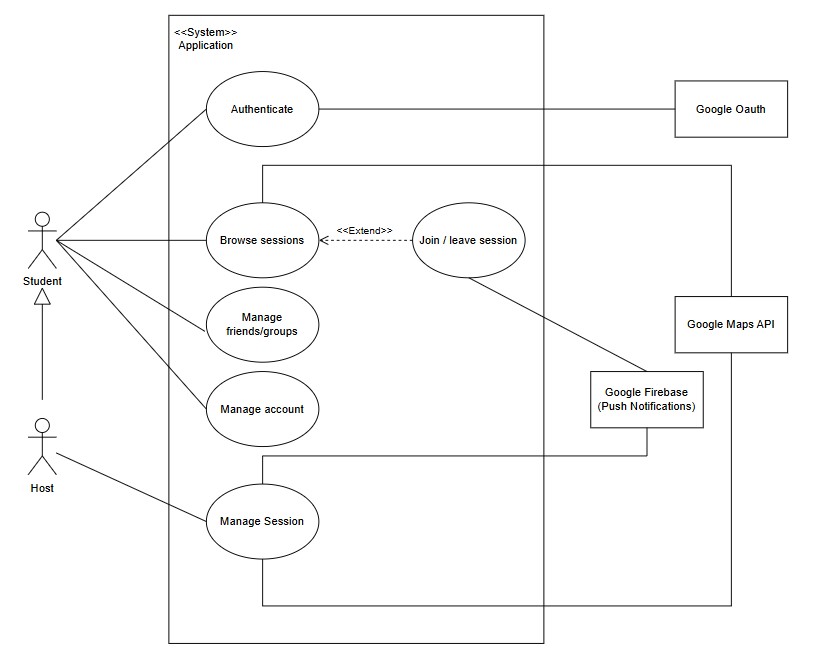 <<System>>
Application
Authenticate
Google Oauth
Browse sessions
<<Extend>>
Join / leave session
Student
Manage
friends/groups
Google Maps API
Google Firebase
(Push Notifications)
Manage account
Host
Manage Session